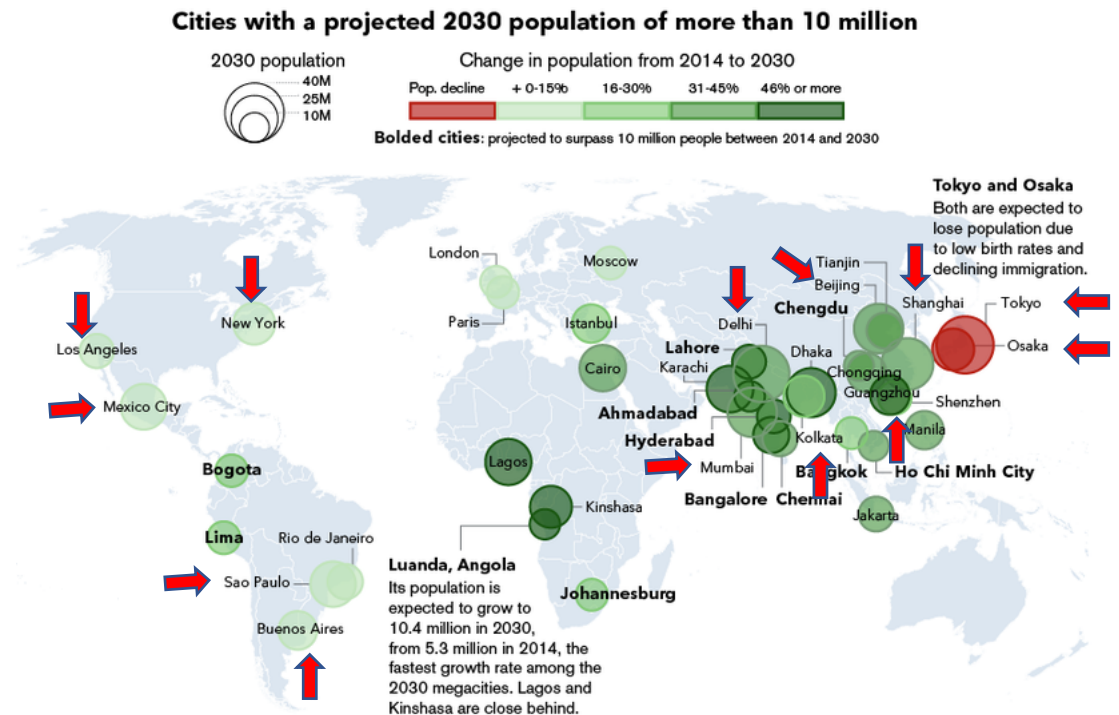 Cities with a projected 2030 population of more than 10 million
2030 population
40M
25M
10M
Change in population from 2014 to 2030
Pop. decline
+ 0-15%
16-30%
31-45%
46% or more
Bolded cities: projected to surpass 10 million people between 2014 and 2030
Tokyo and Osaka
Both are expected to
lose population due
to low birth rates and
declining immigration.
London
Moscow
Tianjin
Beijing
Chengdu
Shanghai
Tokyo
New York
Paris
Istanbul
Delhi
Osaka
Los Angeles
Lahore
Dhaka
Karachi
Cairo
Chongqing
Guangzhou
Mexico City
Shenzhen
Ahmadabad
Manila
Hyderabad
Kolkata
Bogota
Lagos
Mumbai
Bangkok
Ho Chi Minh City
Bangalore
Chennai
Kinshasa
Jakarta
Lima
Rio de Janeiro
Sao Paulo
Buenos Aires
Johannesburg
Luanda, Angola
Its population is
expected to grow to
10.4 million in 2030,
from 5.3 million in 2014, the
fastest growth rate among the
2030 megacities. Lagos and
Kinshasa are close behind.